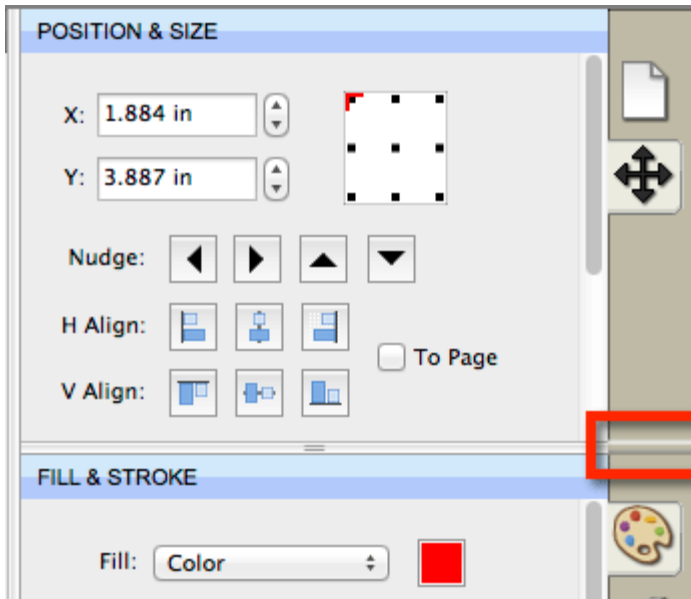 POSITION & SIZE
X: 1.884 in
Y: 3.887 in
Nudge:
H Align:
To Page
V Align:
FILL & STROKE
Fill: Color